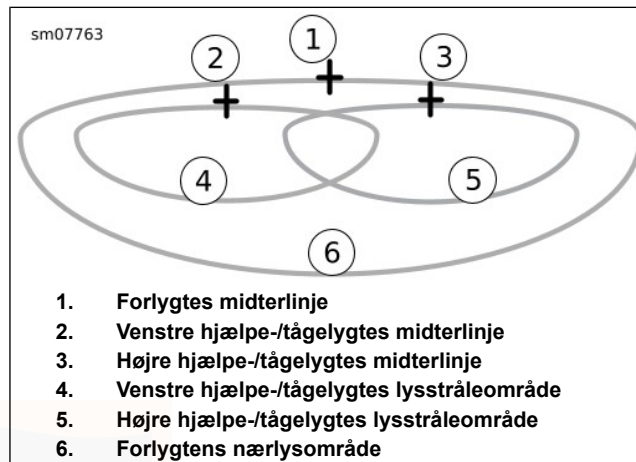 sm07763
1
2
3
4
5
6
1. Forlygtes midterlinje
2. Venstre hjælpe-/tågelygtes midterlinje
3. Højre hjælpe-/tågelygtes midterlinje
4. Venstre hjælpe-/tågelygtes lysstråleområde
5. Højre hjælpe-/tågelygtes lysstråleområde
6. Forlygtens nærlysområde